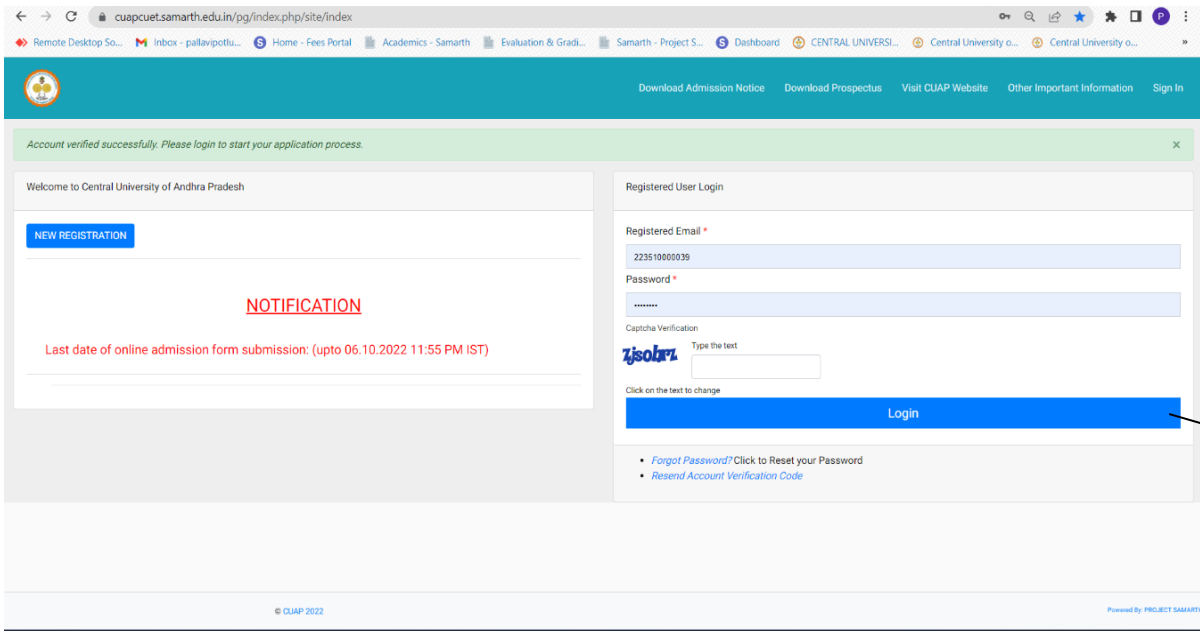 cuapcuet.samarth.edu.in/pg/index.php/site/index
P
Remote Desktop So... Inbox - pallavipotlu... Home - Fees Portal Academics - Samarth Evaluation & Gradi... Samarth - Project S... Dashboard CENTRAL UNIVERSI... Central University o... Central University o... »
Download Admission Notice Download Prospectus Visit CUAP Website Other Important Information Sign In
Account verified successfully. Please login to start your application process. ×
Welcome to Central University of Andhra Pradesh
NEW REGISTRATION
NOTIFICATION
Last date of online admission form submission: (upto 06.10.2022 11:55 PM IST)
Registered User Login
Registered Email *
223510000039
Password *
••••••••
Captcha Verification
Type the text
Click on the text to change
Login
• Forgot Password? Click to Reset your Password
• Resend Account Verification Code
© CUAP 2022
Powered By: PROJECT SAMARTH